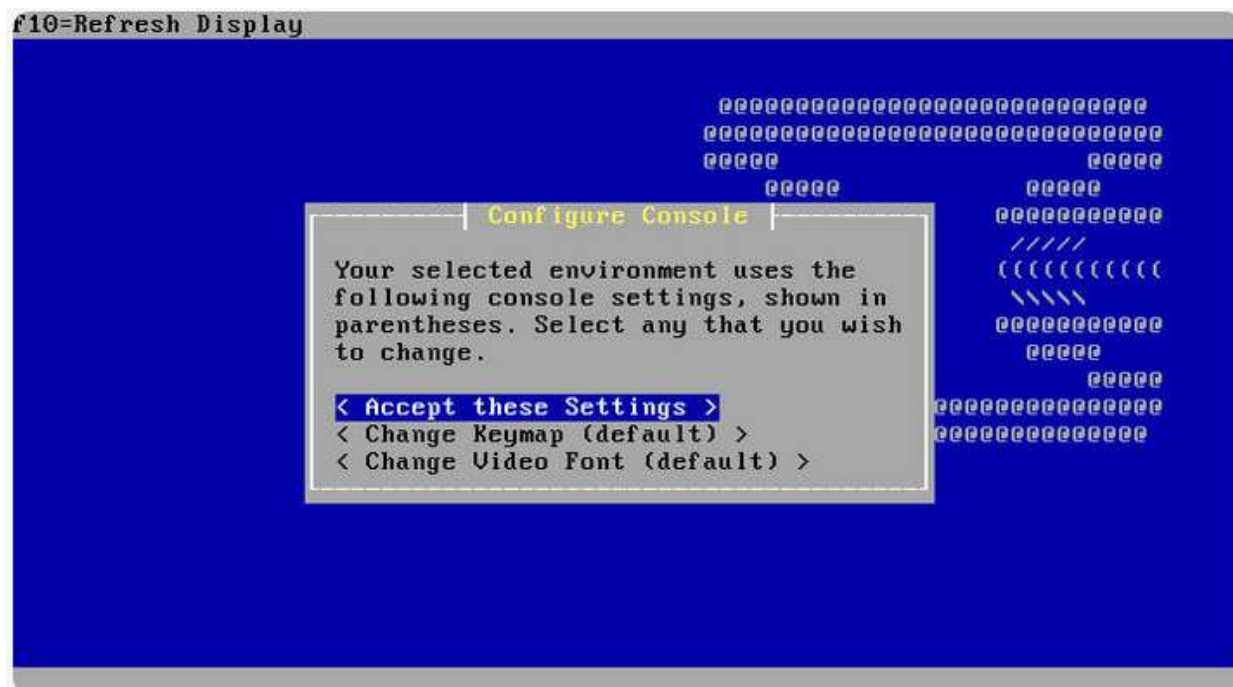 f10=Refresh Display
@@@@@@@@@@@@@@@@@@@@@@@@@@@@
@@@@@@@@@@@@@@@@@@@@@@@@@@@@@@
@@@@@ @@@@@
@@@@@ @@@@@
Configure Console
@@@@@@@@@@@
/////
Your selected environment uses the
(((((((((((
following console settings, shown in
\\\\\
parentheses. Select any that you wish
@@@@@@@@@@@
to change.
@@@@@
@@@@@
< Accept these Settings >
@@@@@@@@@@@@@@@
< Change Keymap (default) >
@@@@@@@@@@@@@@
< Change Video Font (default) >